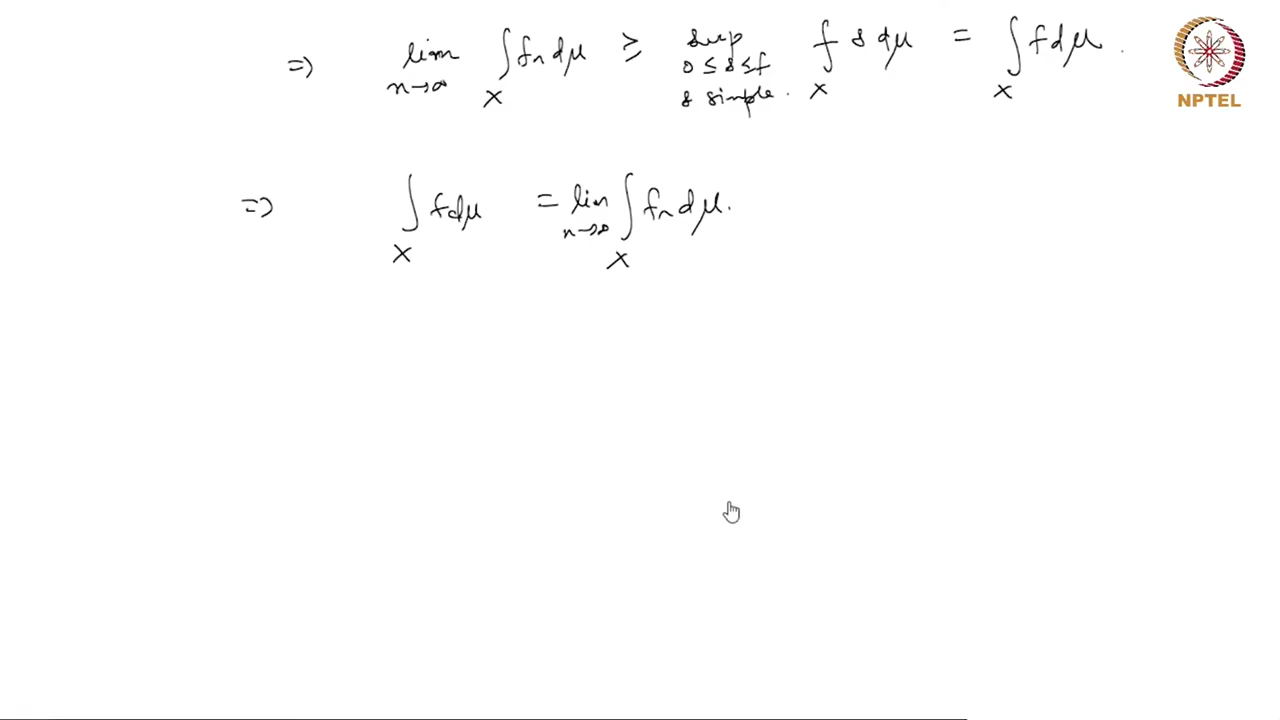 ⇒ lim n→∞ ∫X fn dμ ≥ sup 0 ≤ s ≤ f s simple. ∫X s dμ = ∫X f dμ.
⇒ ∫X f dμ = lim n→∞ ∫X fn dμ.
NPTEL